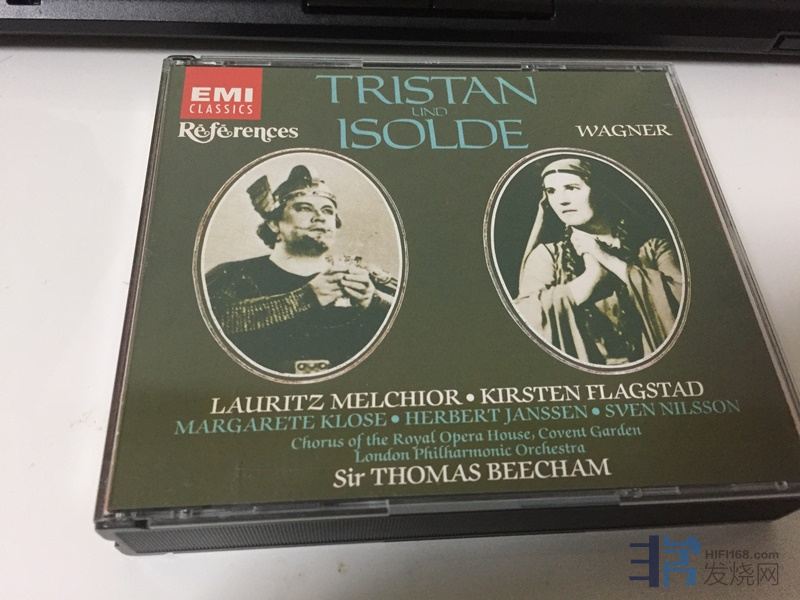 EMI
CLASSICS
Références
TRISTAN
UND
ISOLDE
WAGNER
LAURITZ MELCHIOR • KIRSTEN FLAGSTAD
MARGARETE KLOSE • HERBERT JANSSEN • SVEN NILSSON
Chorus of the Royal Opera House, Covent Garden
London Philharmonic Orchestra
Sir THOMAS BEECHAM
HIFI168.com
发烧网